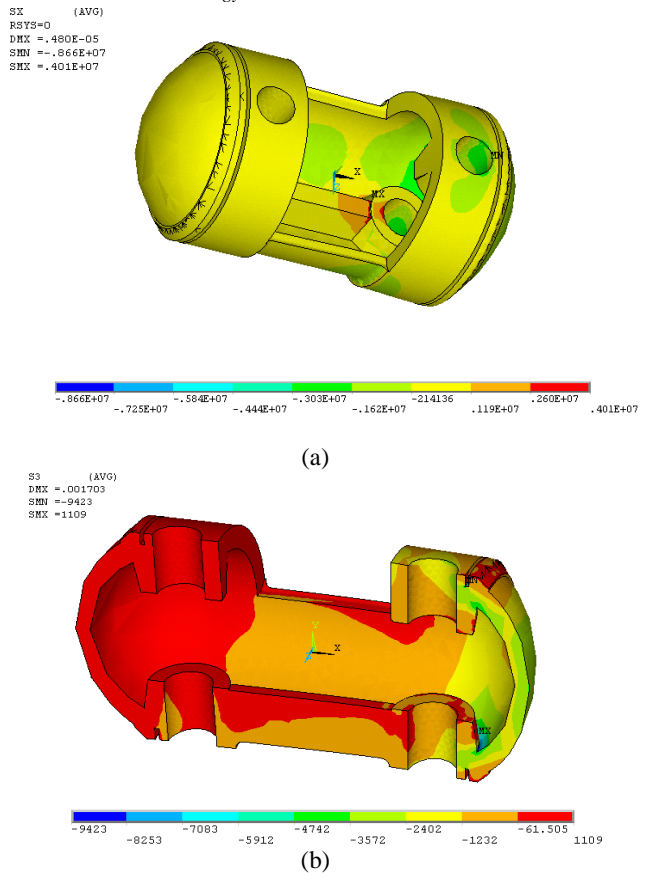 gy
SX (AVG)
RSYS=0
DMX =.480E-05
SMN =-.866E+07
SMX =.401E+07
MN
X
Z
MX
-.866E+07 -.725E+07 -.584E+07 -.444E+07 -.303E+07 -.162E+07 -214136 .119E+07 .260E+07 .401E+07
(a)
S3 (AVG)
DMX =.001703
SMN =-9423
SMX =1109
MN
Y
X
Z
MX
-9423 -8253 -7083 -5912 -4742 -3572 -2402 -1232 -61.505 1109
(b)